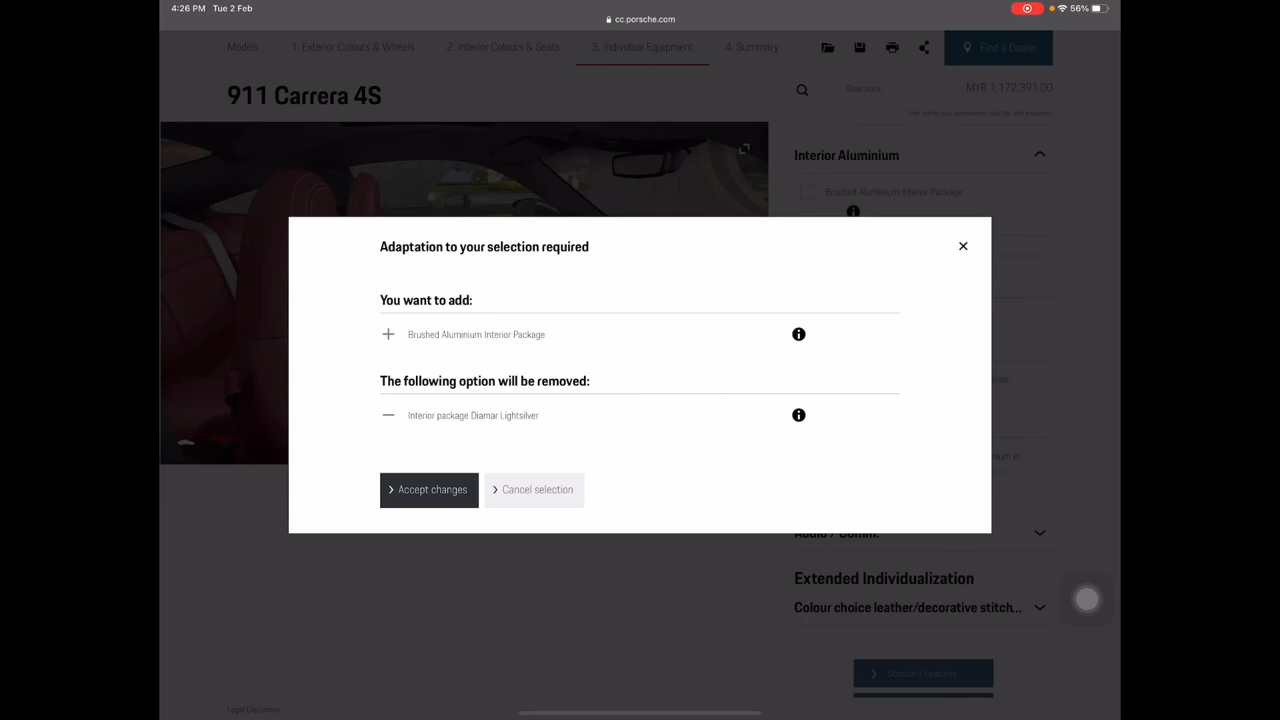 4:26 PM Tue 2 Feb
56%
cc.porsche.com
Models
1. Exterior Colours & Wheels
2. Interior Colours & Seats
3. Individual Equipment
4. Summary
Find a Dealer
911 Carrera 4S
Base price
MYR 1,172,391.00
Interior Aluminium
Brushed Aluminium Interior Package
Adaptation to your selection required
You want to add:
Brushed Aluminium Interior Package
The following option will be removed:
Interior package Diamar Lightsilver
Accept changes
Cancel selection
Audio / Comm.
Extended Individualization
Colour choice leather/decorative stitch...
Standard Features
Legal Disclaimer